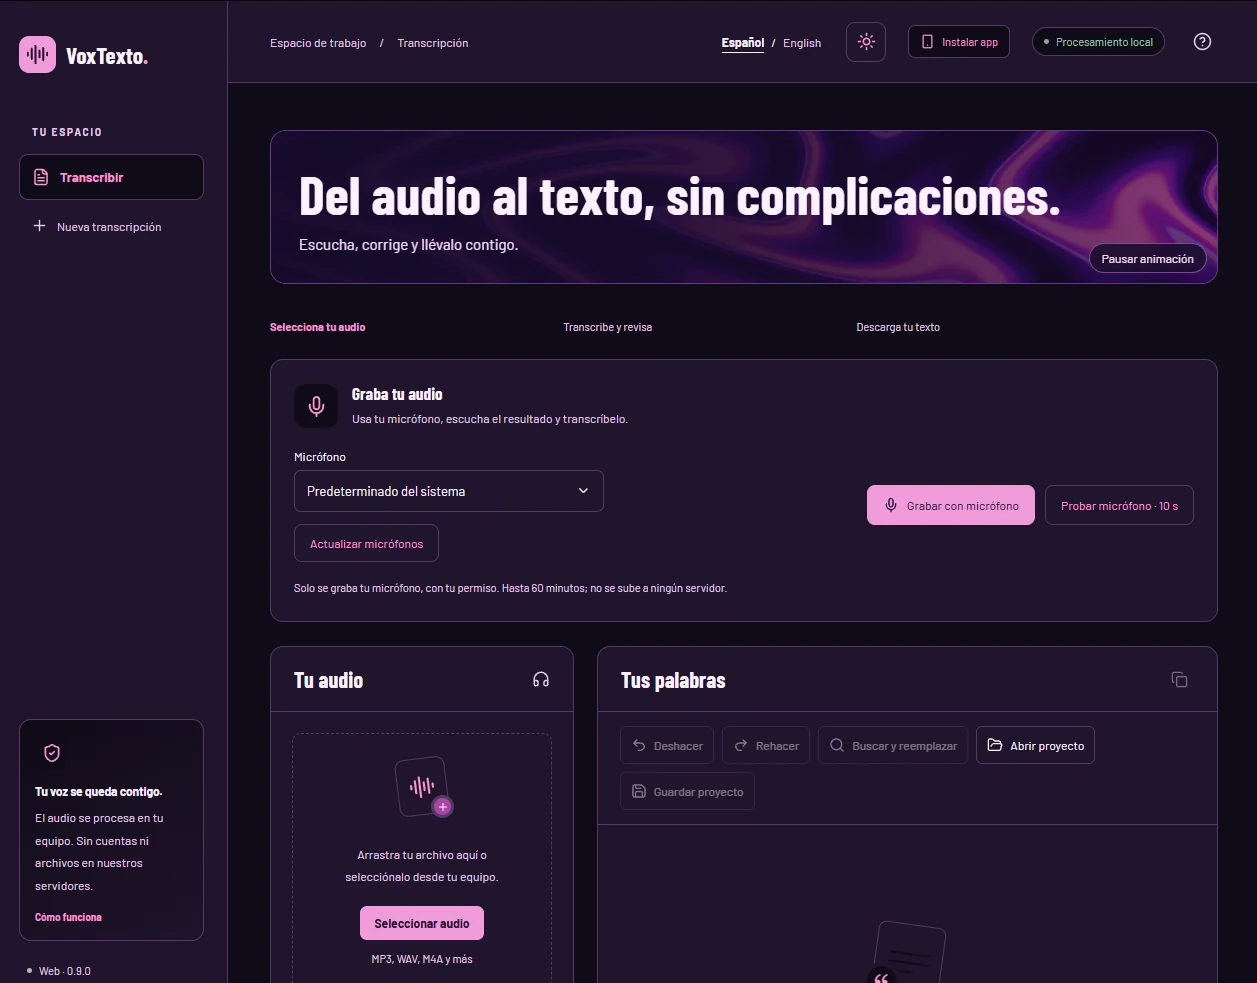 VoxTexto.
Espacio de trabajo / Transcripción
Español / English
Instalar app
Procesamiento local
TU ESPACIO
Transcribir
Nueva transcripción
Del audio al texto, sin complicaciones.
Escucha, corrige y llévalo contigo.
Pausar animación
Selecciona tu audio
Transcribe y revisa
Descarga tu texto
Graba tu audio
Usa tu micrófono, escucha el resultado y transcríbelo.
Micrófono
Predeterminado del sistema
Grabar con micrófono
Probar micrófono · 10 s
Actualizar micrófonos
Solo se graba tu micrófono, con tu permiso. Hasta 60 minutos; no se sube a ningún servidor.
Tu audio
Arrastra tu archivo aquí o
selecciónalo desde tu equipo.
Seleccionar audio
MP3, WAV, M4A y más
Tus palabras
Deshacer
Rehacer
Buscar y reemplazar
Abrir proyecto
Guardar proyecto
Tu voz se queda contigo.
El audio se procesa en tu
equipo. Sin cuentas ni
archivos en nuestros
servidores.
Cómo funciona
Web · 0.9.0